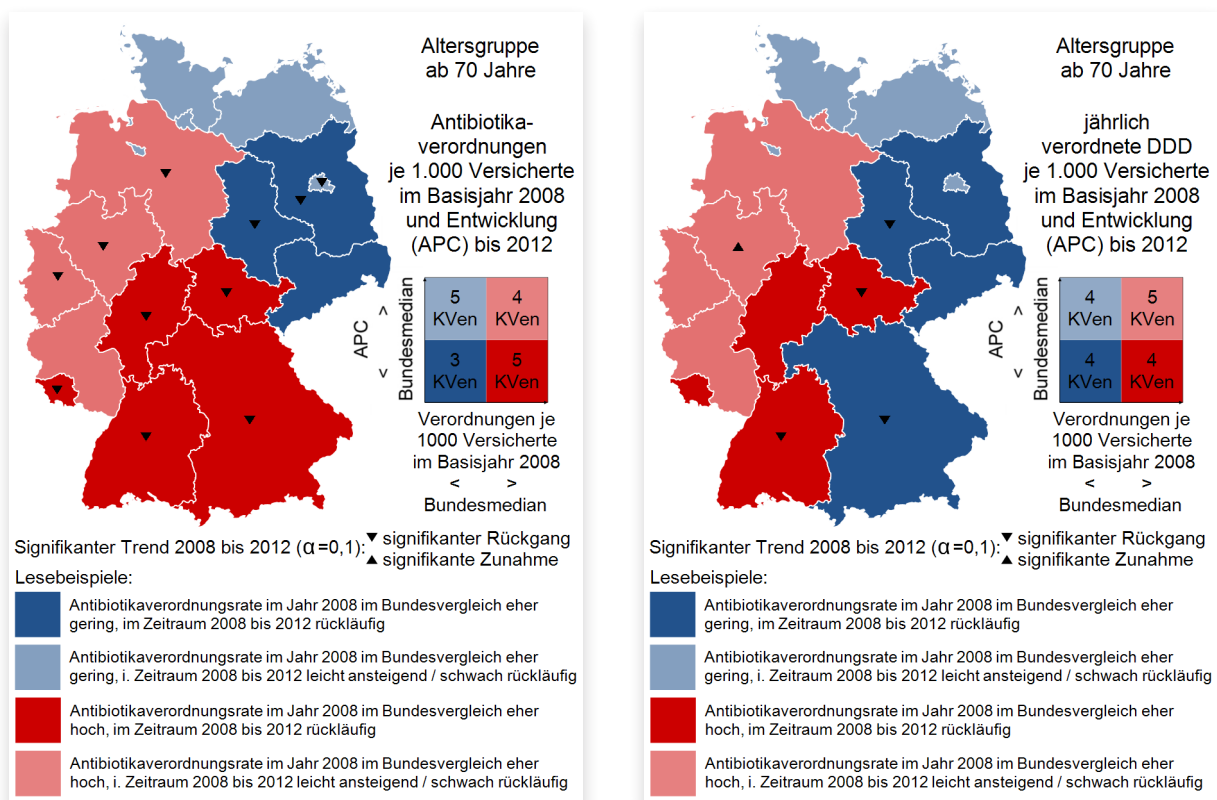 Altersgruppe
ab 70 Jahre
Antibiotika-
verordnungen
je 1.000 Versicherte
im Basisjahr 2008
und Entwicklung
(APC) bis 2012
5
KVen
4
KVen
3
KVen
5
KVen
APC
< >
Bundesmedian
Verordnungen je
1000 Versicherte
im Basisjahr 2008
< >
Bundesmedian
Signifikanter Trend 2008 bis 2012 (α=0,1):
▼ signifikanter Rückgang
▲ signifikante Zunahme
Lesebeispiele:
Antibiotikaverordnungsrate im Jahr 2008 im Bundesvergleich eher
gering, im Zeitraum 2008 bis 2012 rückläufig
Antibiotikaverordnungsrate im Jahr 2008 im Bundesvergleich eher
gering, i. Zeitraum 2008 bis 2012 leicht ansteigend / schwach rückläufig
Antibiotikaverordnungsrate im Jahr 2008 im Bundesvergleich eher
hoch, im Zeitraum 2008 bis 2012 rückläufig
Antibiotikaverordnungsrate im Jahr 2008 im Bundesvergleich eher
hoch, i. Zeitraum 2008 bis 2012 leicht ansteigend / schwach rückläufig
Altersgruppe
ab 70 Jahre
jährlich
verordnete DDD
je 1.000 Versicherte
im Basisjahr 2008
und Entwicklung
(APC) bis 2012
4
KVen
5
KVen
4
KVen
4
KVen
APC
< >
Bundesmedian
Verordnungen je
1000 Versicherte
im Basisjahr 2008
< >
Bundesmedian
Signifikanter Trend 2008 bis 2012 (α=0,1):
▼ signifikanter Rückgang
▲ signifikante Zunahme
Lesebeispiele:
Antibiotikaverordnungsrate im Jahr 2008 im Bundesvergleich eher
gering, im Zeitraum 2008 bis 2012 rückläufig
Antibiotikaverordnungsrate im Jahr 2008 im Bundesvergleich eher
gering, i. Zeitraum 2008 bis 2012 leicht ansteigend / schwach rückläufig
Antibiotikaverordnungsrate im Jahr 2008 im Bundesvergleich eher
hoch, im Zeitraum 2008 bis 2012 rückläufig
Antibiotikaverordnungsrate im Jahr 2008 im Bundesvergleich eher
hoch, i. Zeitraum 2008 bis 2012 leicht ansteigend / schwach rückläufig